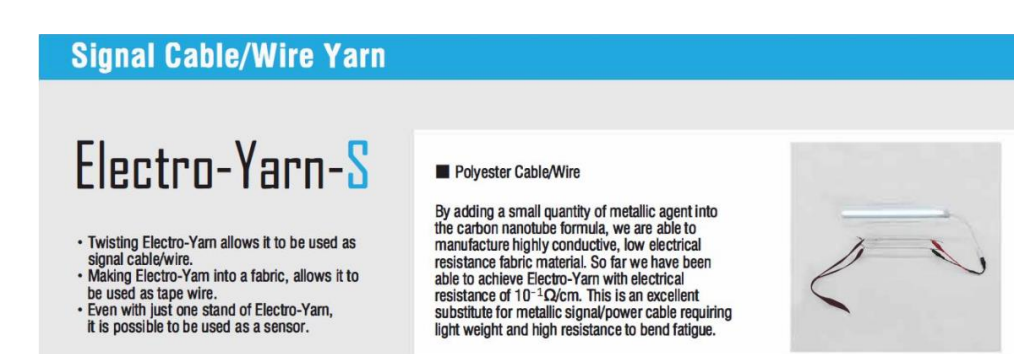 Signal Cable/Wire Yarn
Electro-Yarn-S
• Twisting Electro-Yarn allows it to be used as
signal cable/wire.
• Making Electro-Yarn into a fabric, allows it to
be used as tape wire.
• Even with just one stand of Electro-Yarn,
it is possible to be used as a sensor.
■ Polyester Cable/Wire
By adding a small quantity of metallic agent into
the carbon nanotube formula, we are able to
manufacture highly conductive, low electrical
resistance fabric material. So far we have been
able to achieve Electro-Yarn with electrical
resistance of 10⁻¹Ω/cm. This is an excellent
substitute for metallic signal/power cable requiring
light weight and high resistance to bend fatigue.